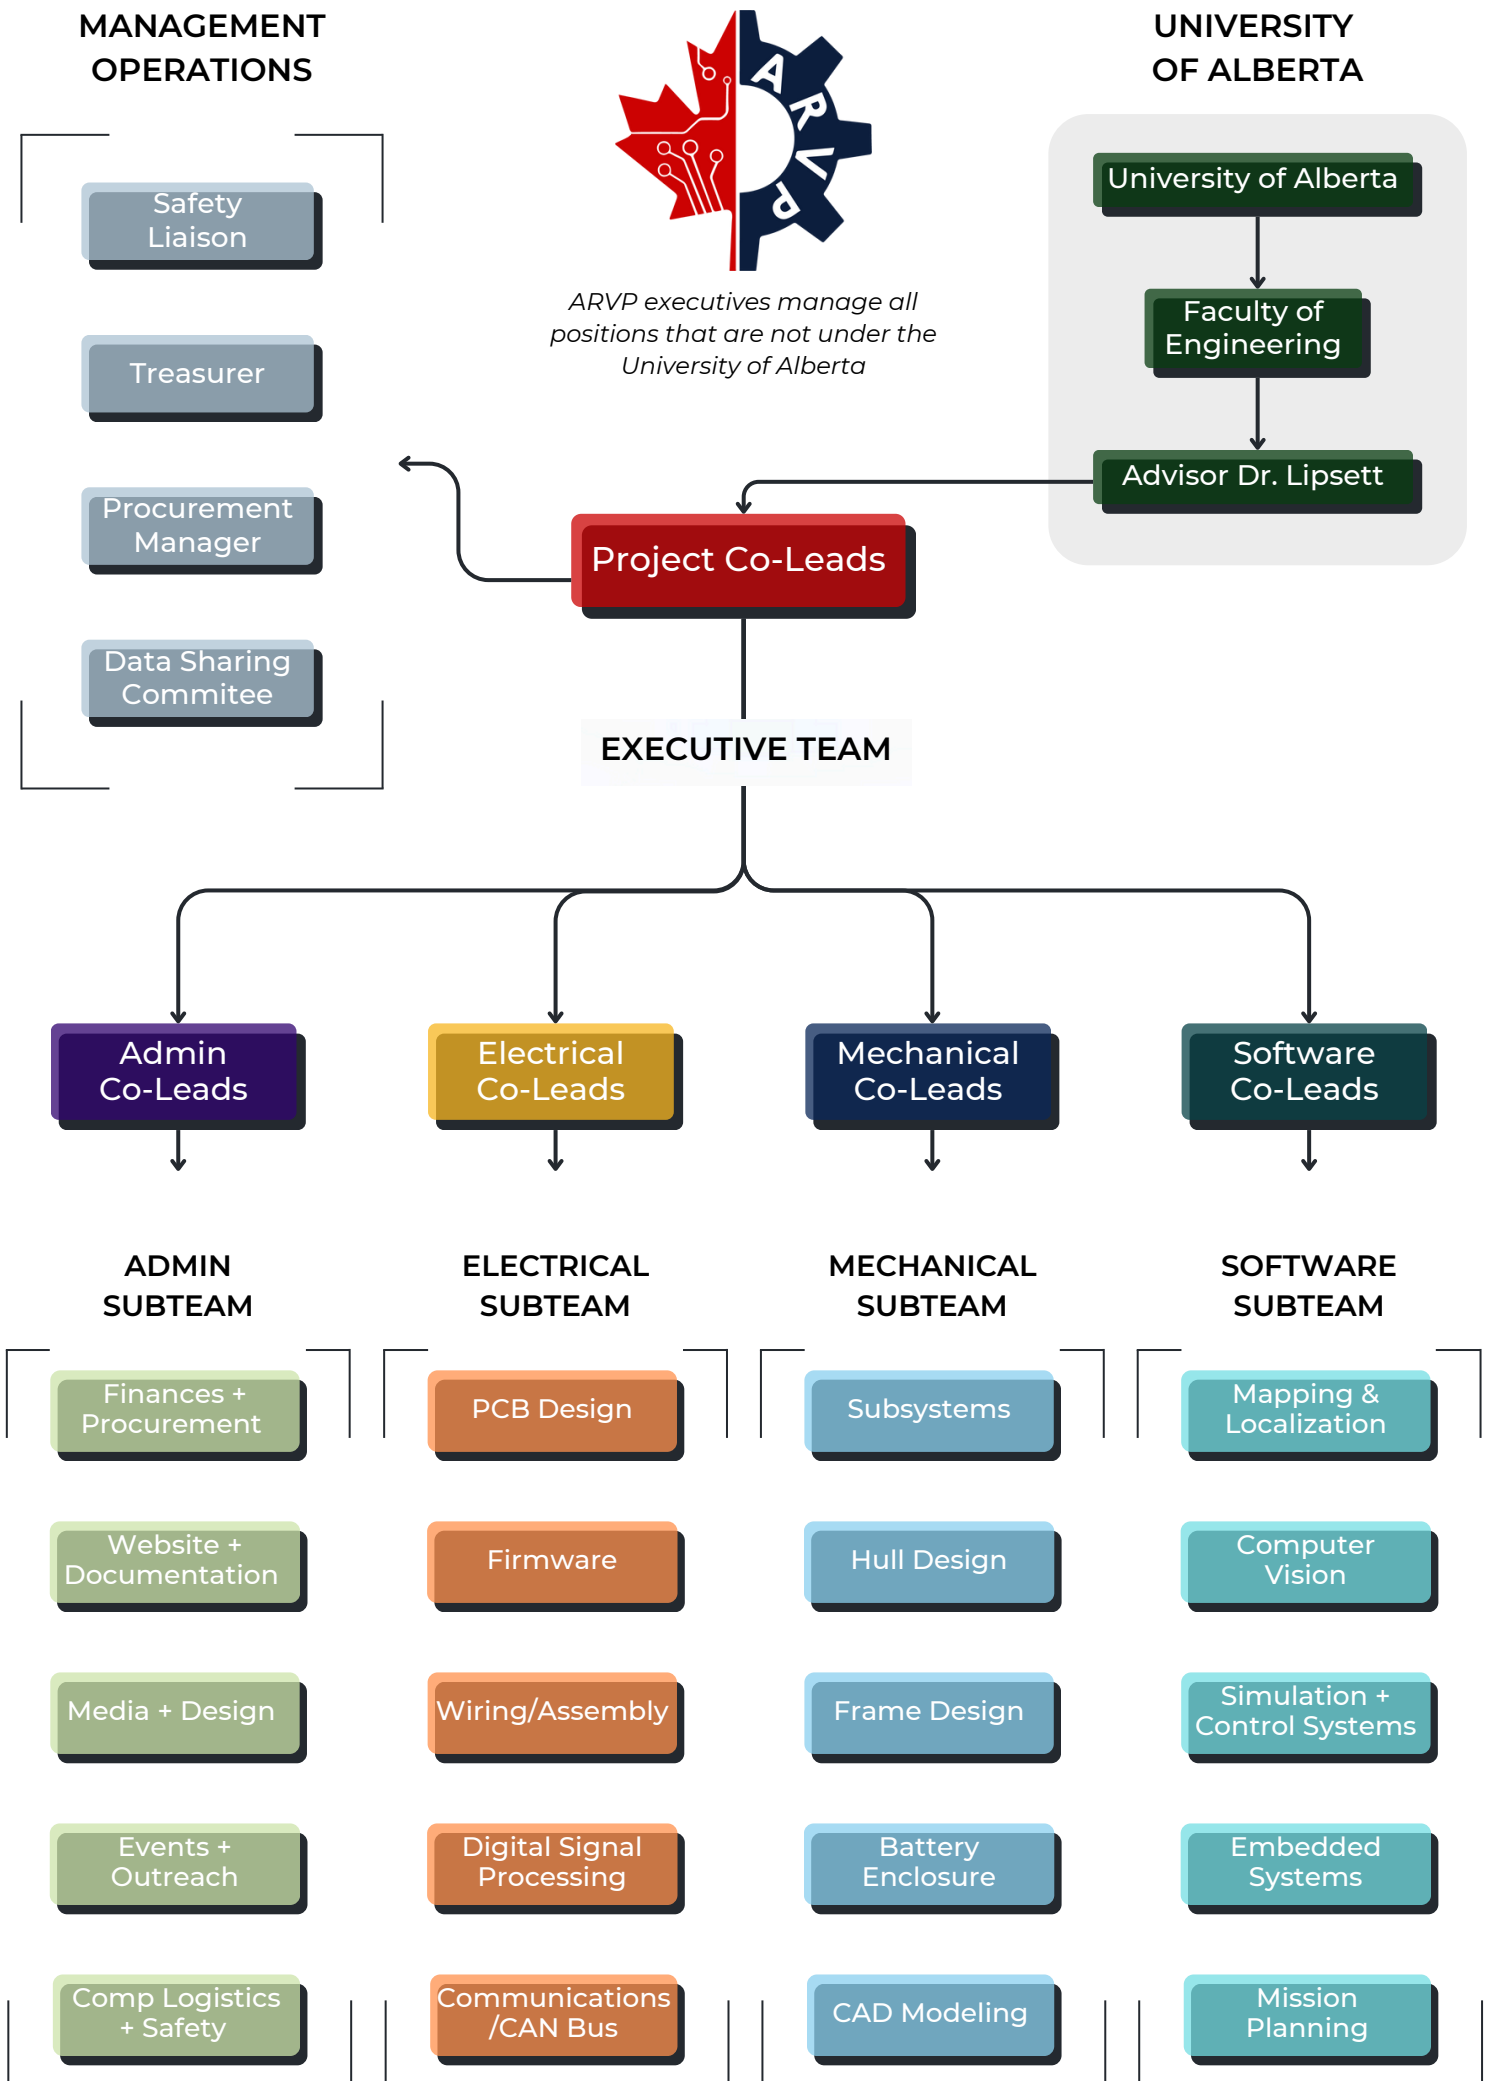 MANAGEMENT
OPERATIONS
Safety
Liaison
Treasurer
Procurement
Manager
Data Sharing
Commitee
ARVP
ARVP executives manage all
positions that are not under the
University of Alberta
UNIVERSITY
OF ALBERTA
University of Alberta
Faculty of
Engineering
Advisor Dr. Lipsett
Project Co-Leads
EXECUTIVE TEAM
Admin
Co-Leads
Electrical
Co-Leads
Mechanical
Co-Leads
Software
Co-Leads
ADMIN
SUBTEAM
Finances +
Procurement
Website +
Documentation
Media + Design
Events +
Outreach
Comp Logistics
+ Safety
ELECTRICAL
SUBTEAM
PCB Design
Firmware
Wiring/Assembly
Digital Signal
Processing
Communications
/CAN Bus
MECHANICAL
SUBTEAM
Subsystems
Hull Design
Frame Design
Battery
Enclosure
CAD Modeling
SOFTWARE
SUBTEAM
Mapping &
Localization
Computer
Vision
Simulation +
Control Systems
Embedded
Systems
Mission
Planning